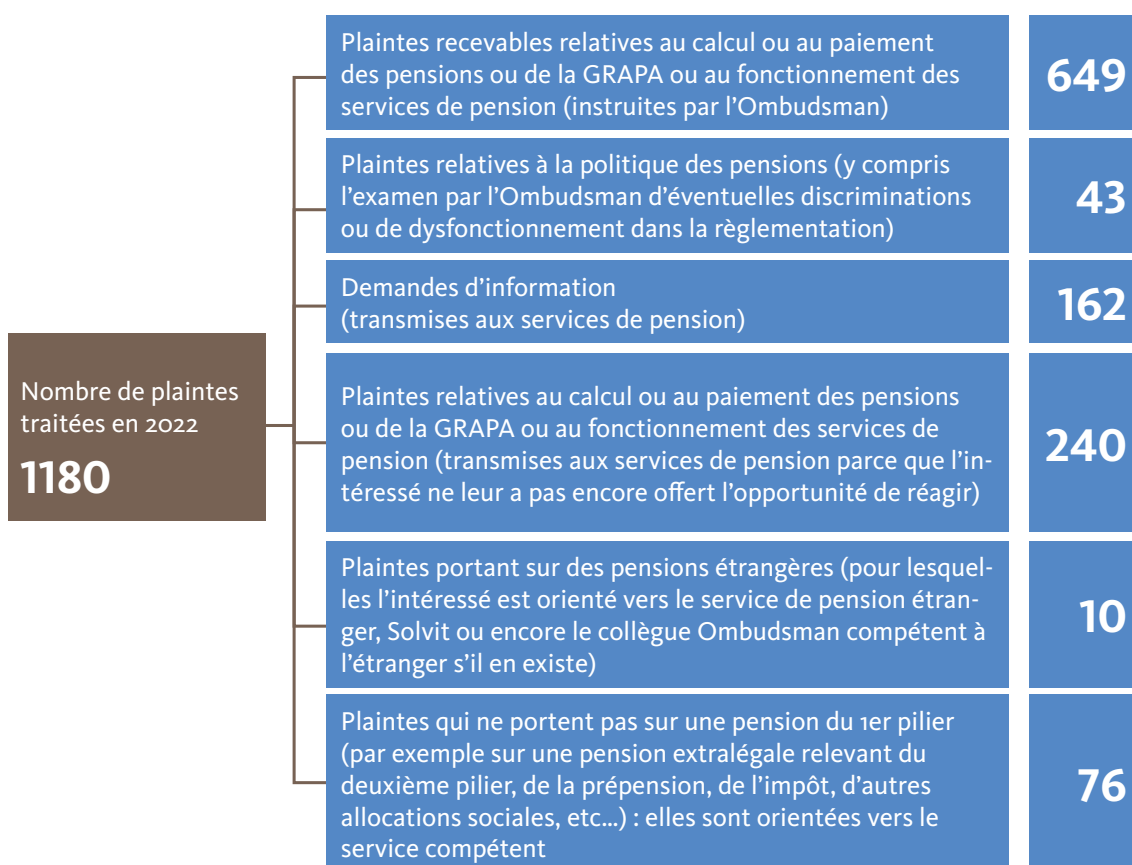 Plaintes recevables relatives au calcul ou au paiement
des pensions ou de la GRAPA ou au fonctionnement des
services de pension (instruites par l'Ombudsman)
649
Plaintes relatives à la politique des pensions (y compris
l'examen par l'Ombudsman d'éventuelles discriminations
ou de dysfonctionnement dans la règlementation)
43
Demandes d'information
(transmises aux services de pension)
162
Nombre de plaintes
traitées en 2022
1180
Plaintes relatives au calcul ou au paiement des pensions
ou de la GRAPA ou au fonctionnement des services de
pension (transmises aux services de pension parce que l'in-
téressé ne leur a pas encore offert l'opportunité de réagir)
240
Plaintes portant sur des pensions étrangères (pour lesquel-
les l'intéressé est orienté vers le service de pension étran-
ger, Solvit ou encore le collègue Ombudsman compétent à
l'étranger s'il en existe)
10
Plaintes qui ne portent pas sur une pension du 1er pilier
(par exemple sur une pension extralégale relevant du
deuxième pilier, de la prépension, de l'impôt, d'autres
allocations sociales, etc...) : elles sont orientées vers le
service compétent
76